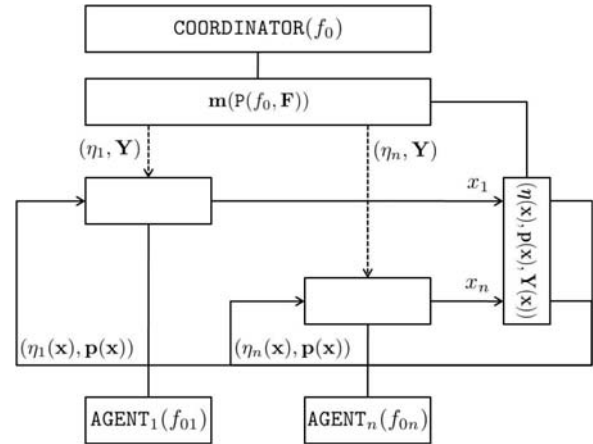 COORDINATOR(f₀)
m(P(f₀, F))
(η₁, Y)
(ηₙ, Y)
x₁
(η(x), p(x), Y(x))
xₙ
(η₁(x), p(x))
(ηₙ(x), p(x))
AGENT₁(f₀₁)
AGENTₙ(f₀ₙ)